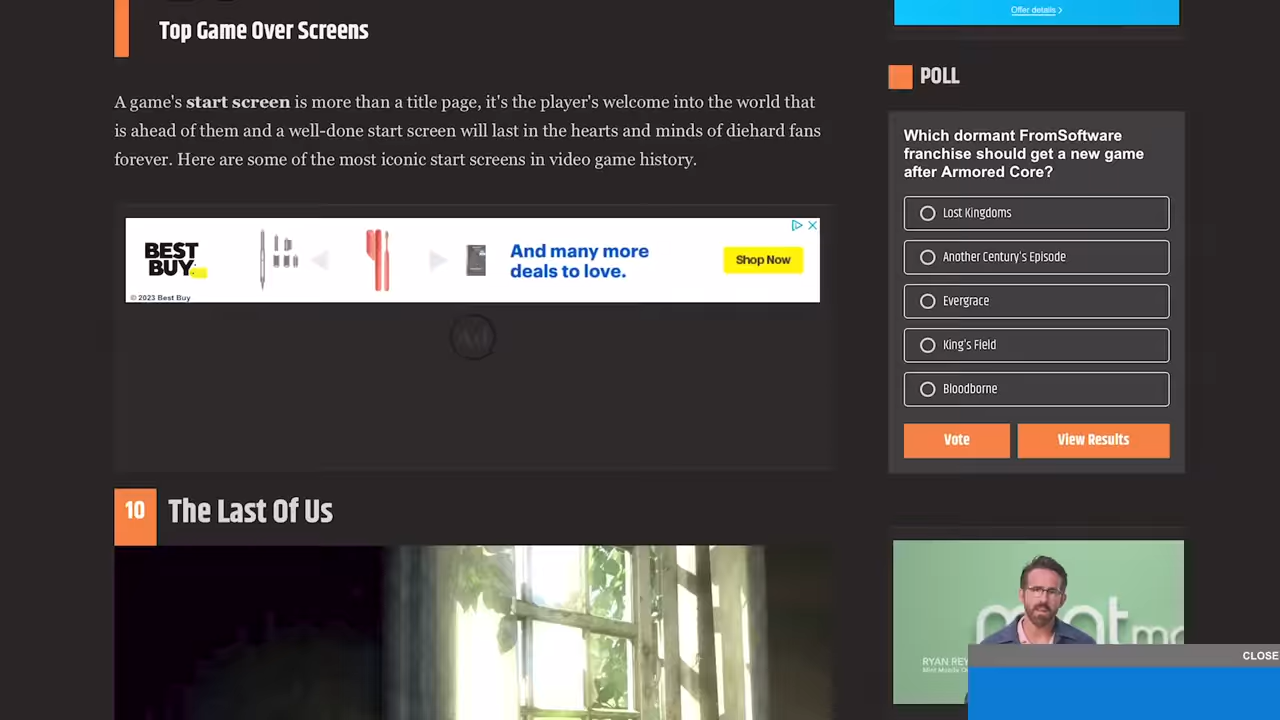 Offer details >
Top Game Over Screens
A game's start screen is more than a title page, it's the player's welcome into the world that
is ahead of them and a well-done start screen will last in the hearts and minds of diehard fans
forever. Here are some of the most iconic start screens in video game history.
BEST
BUY
And many more
deals to love.
Shop Now
© 2023 Best Buy
Ad
10
The Last Of Us
POLL
Which dormant FromSoftware
franchise should get a new game
after Armored Core?
Lost Kingdoms
Another Century's Episode
Evergrace
King's Field
Bloodborne
Vote
View Results
RYAN REY
CLOSE